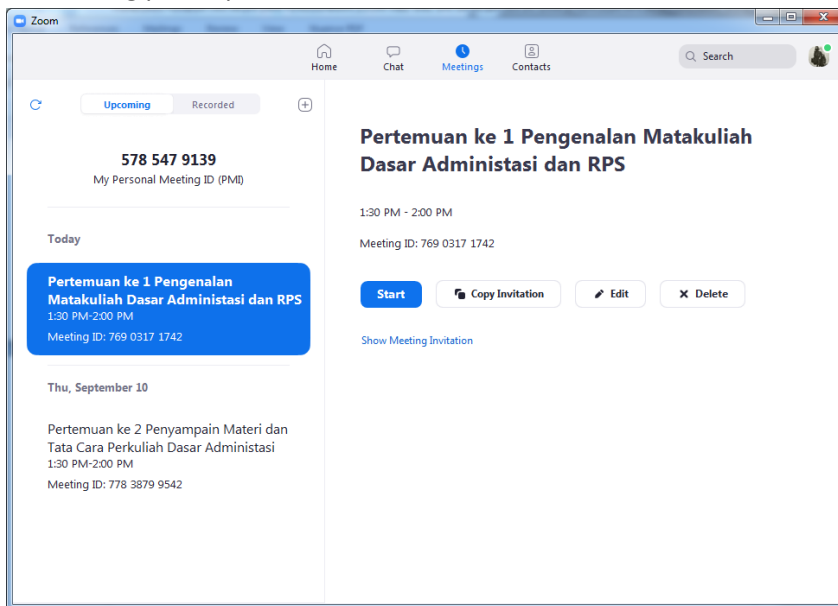 Zoom
Home Chat Meetings Contacts
Search
Upcoming Recorded
578 547 9139
My Personal Meeting ID (PMI)
Today
Pertemuan ke 1 Pengenalan
Matakuliah Dasar Administasi dan RPS
1:30 PM-2:00 PM
Meeting ID: 769 0317 1742
Thu, September 10
Pertemuan ke 2 Penyampain Materi dan
Tata Cara Perkuliah Dasar Administasi
1:30 PM-2:00 PM
Meeting ID: 778 3879 9542
Pertemuan ke 1 Pengenalan Matakuliah
Dasar Administasi dan RPS
1:30 PM - 2:00 PM
Meeting ID: 769 0317 1742
Start Copy Invitation Edit Delete
Show Meeting Invitation